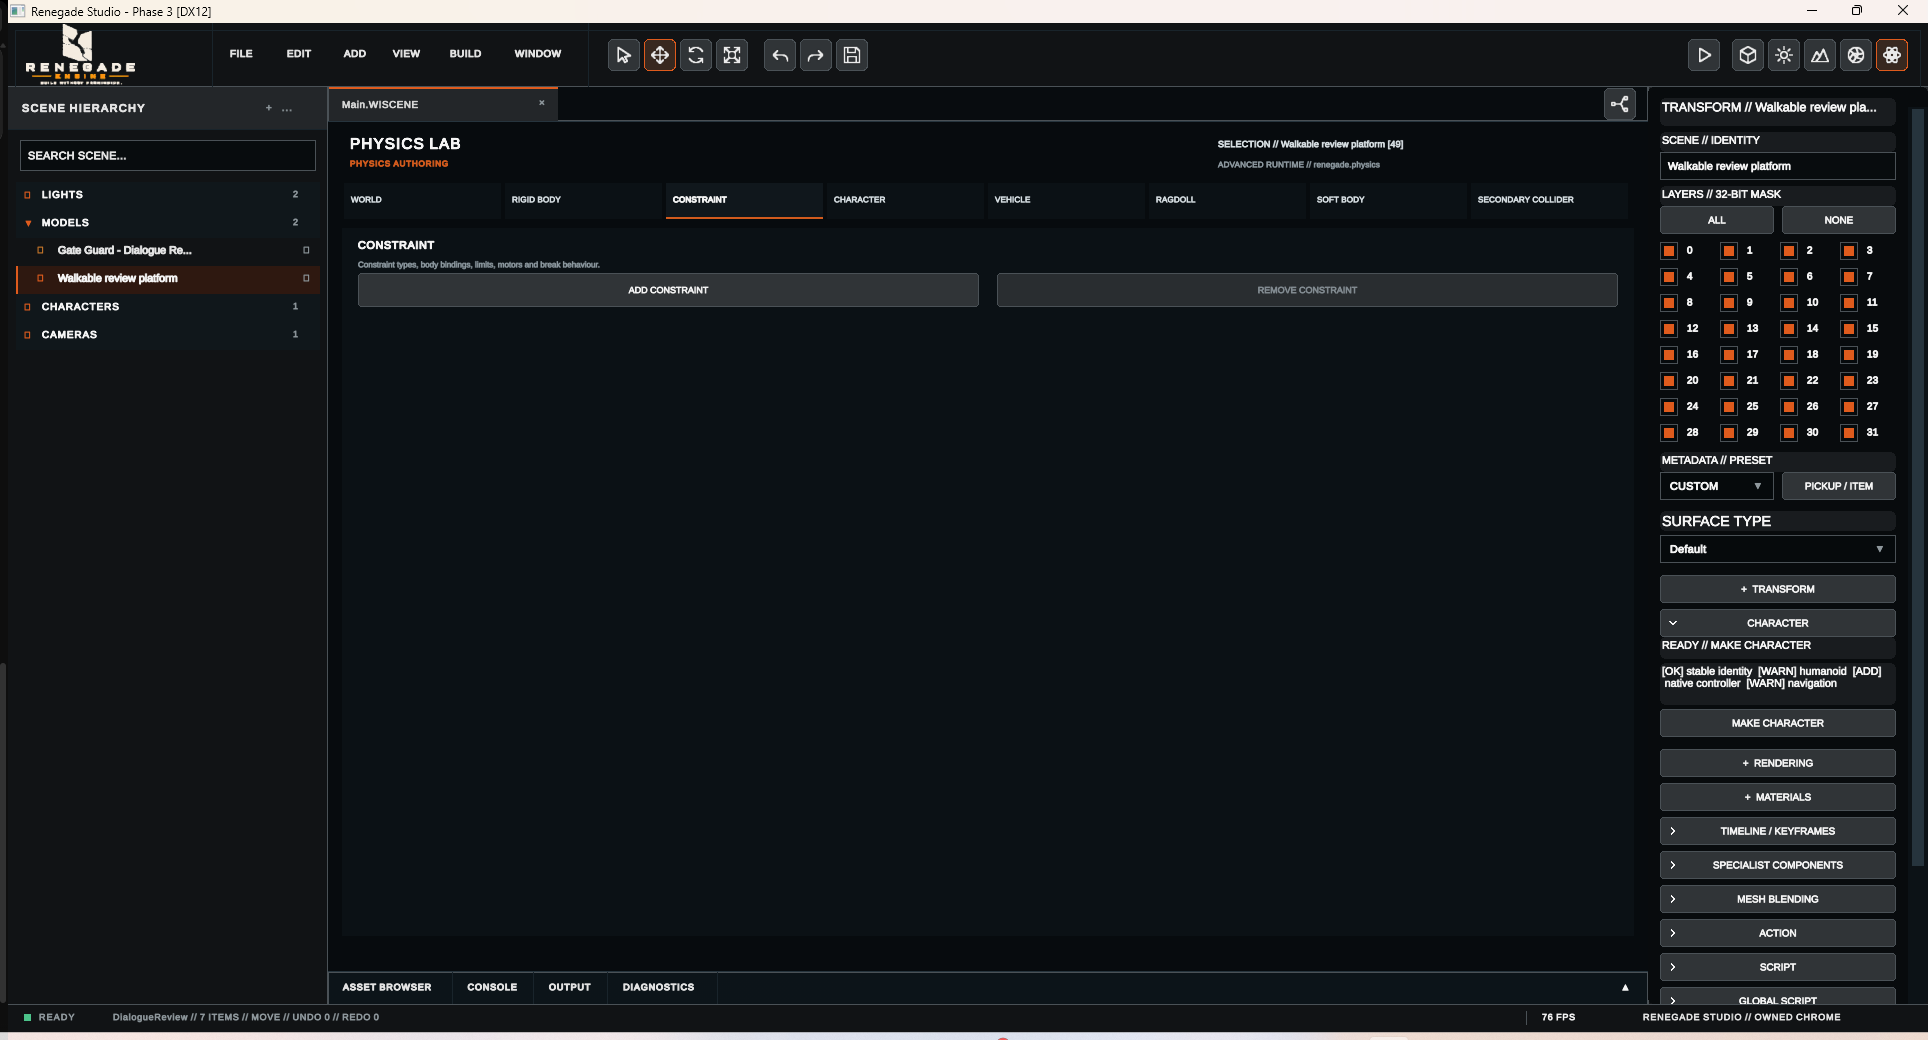 Renegade Studio - Phase 3 [DX12]
RENEGADE
ENGINE
BUILD WITHOUT PERMISSION.
FILE EDIT ADD VIEW BUILD WINDOW
SCENE HIERARCHY + ...
SEARCH SCENE...
LIGHTS 2
MODELS 2
Gate Guard - Dialogue Re...
Walkable review platform
CHARACTERS 1
CAMERAS 1
Main.WISCENE ×
PHYSICS LAB
PHYSICS AUTHORING
SELECTION // Walkable review platform [49]
ADVANCED RUNTIME // renegade.physics
WORLD RIGID BODY CONSTRAINT CHARACTER VEHICLE RAGDOLL SOFT BODY SECONDARY COLLIDER
CONSTRAINT
Constraint types, body bindings, limits, motors and break behaviour.
ADD CONSTRAINT REMOVE CONSTRAINT
TRANSFORM // Walkable review pla...
SCENE // IDENTITY
Walkable review platform
LAYERS // 32-BIT MASK
ALL NONE
0 1 2 3
4 5 6 7
8 9 10 11
12 13 14 15
16 17 18 19
20 21 22 23
24 25 26 27
28 29 30 31
METADATA // PRESET
CUSTOM PICKUP / ITEM
SURFACE TYPE
Default
+ TRANSFORM
CHARACTER
READY // MAKE CHARACTER
[OK] stable identity [WARN] humanoid [ADD]
native controller [WARN] navigation
MAKE CHARACTER
+ RENDERING
+ MATERIALS
TIMELINE / KEYFRAMES
SPECIALIST COMPONENTS
MESH BLENDING
ACTION
SCRIPT
GLOBAL SCRIPT
ASSET BROWSER CONSOLE OUTPUT DIAGNOSTICS
READY DialogueReview // 7 ITEMS // MOVE // UNDO 0 // REDO 0 76 FPS RENEGADE STUDIO // OWNED CHROME